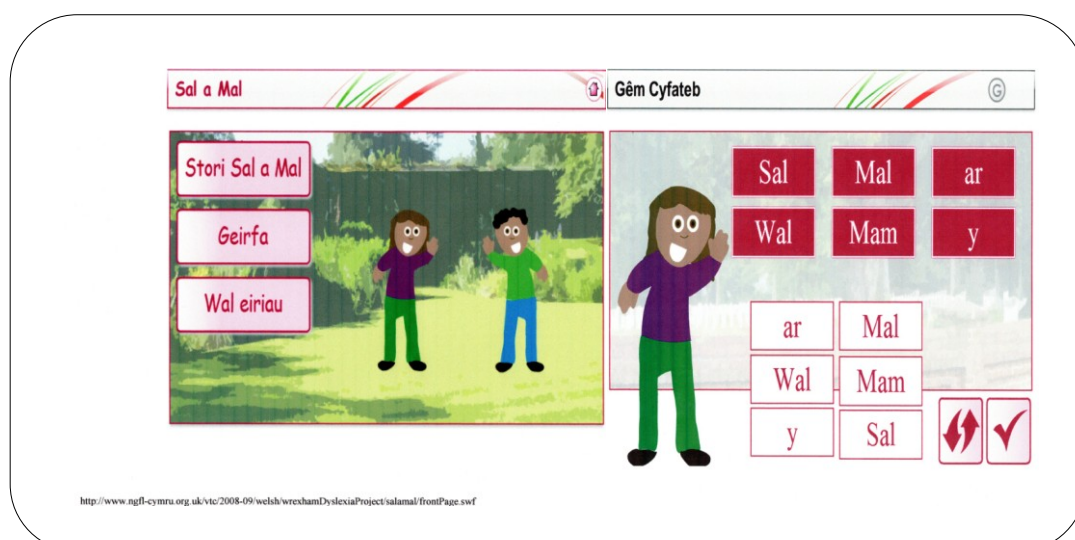 Sal a Mal
Stori Sal a Mal
Geirfa
Wal eiriau
Gêm Cyfateb
G
Sal Mal ar
Wal Mam y
ar Mal
Wal Mam
y Sal
http://www.ngfl-cymru.org.uk/vtc/2008-09/welsh/wrexhamDyslexiaProject/salamal/frontPage.swf